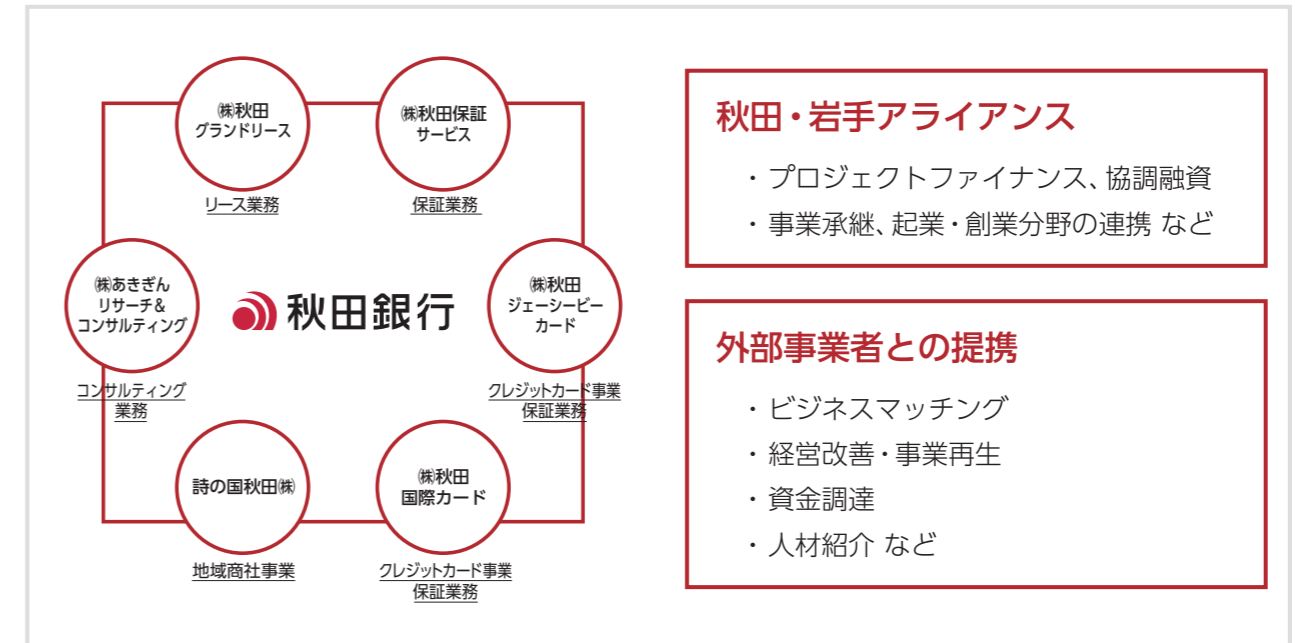 ㈱秋田
グランドリース
リース業務
㈱秋田保証
サービス
保証業務
㈱あきぎん
リサーチ&
コンサルティング
コンサルティング
業務
秋田銀行
㈱秋田
ジェーシービー
カード
クレジットカード事業
保証業務
詩の国秋田㈱
地域商社事業
㈱秋田
国際カード
クレジットカード事業
保証業務
秋田・岩手アライアンス
・プロジェクトファイナンス、協調融資
・事業承継、起業・創業分野の連携 など
外部事業者との提携
・ビジネスマッチング
・経営改善・事業再生
・資金調達
・人材紹介 など